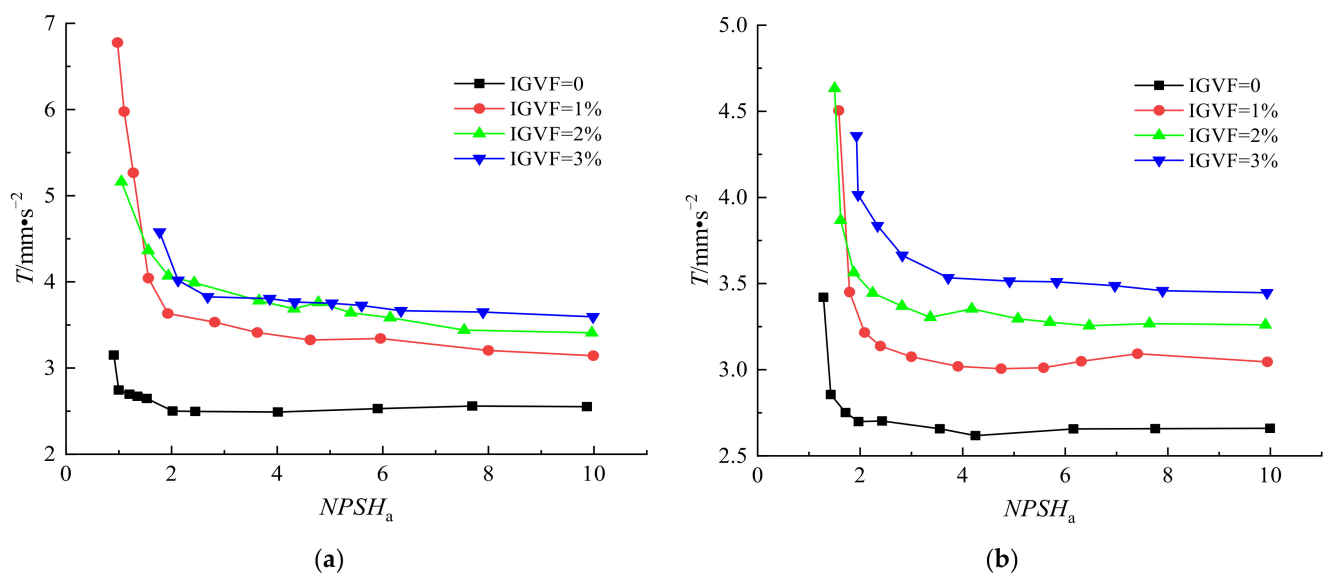 7
6
5
4
3
2
T/mm•s⁻²
IGVF=0
IGVF=1%
IGVF=2%
IGVF=3%
0 2 4 6 8 10
NPSHₐ
(a)
5.0
4.5
4.0
3.5
3.0
2.5
T/mm•s⁻²
IGVF=0
IGVF=1%
IGVF=2%
IGVF=3%
0 2 4 6 8 10
NPSHₐ
(b)